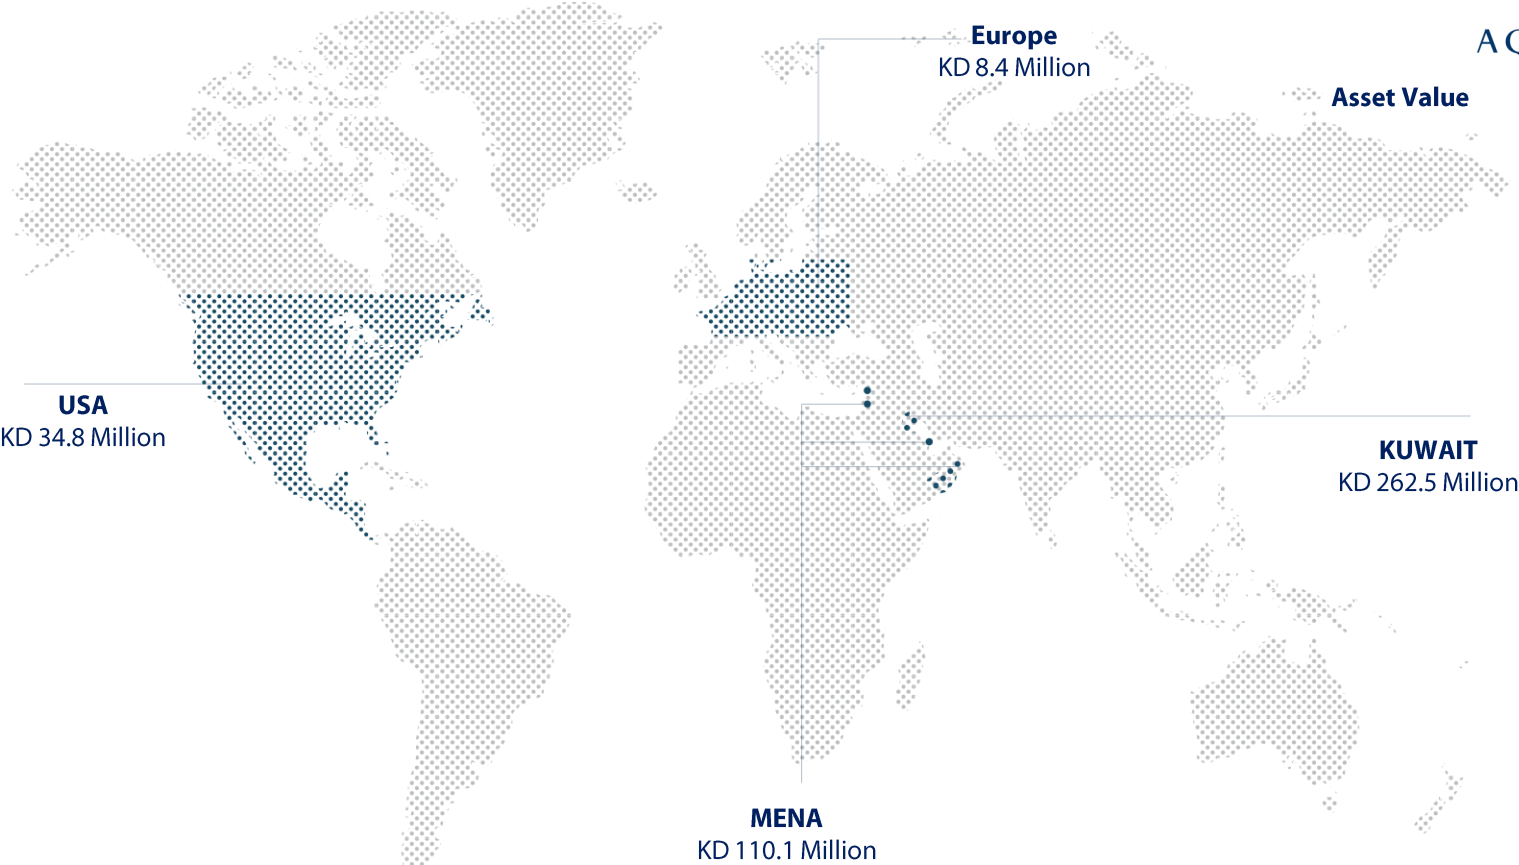 Europe
KD 8.4 Million
Asset Value
USA
KD 34.8 Million
KUWAIT
KD 262.5 Million
MENA
KD 110.1 Million